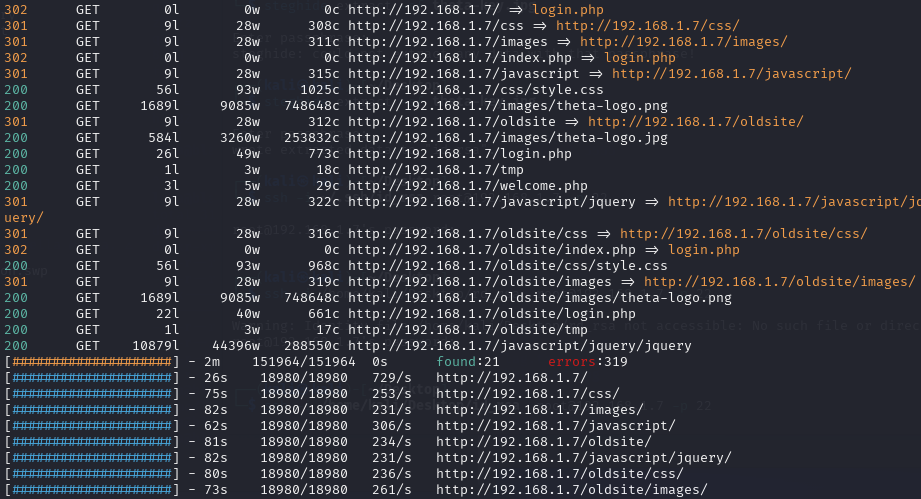 302 GET 0l 0w 0c http://192.168.1.7/ => login.php
301 GET 9l 28w 308c http://192.168.1.7/css => http://192.168.1.7/css/
301 GET 9l 28w 311c http://192.168.1.7/images => http://192.168.1.7/images/
302 GET 0l 0w 0c http://192.168.1.7/index.php => login.php
301 GET 9l 28w 315c http://192.168.1.7/javascript => http://192.168.1.7/javascript/
200 GET 56l 93w 1025c http://192.168.1.7/css/style.css
200 GET 1689l 9085w 748648c http://192.168.1.7/images/theta-logo.png
301 GET 9l 28w 312c http://192.168.1.7/oldsite => http://192.168.1.7/oldsite/
200 GET 584l 3260w 253832c http://192.168.1.7/images/theta-logo.jpg
200 GET 26l 49w 773c http://192.168.1.7/login.php
200 GET 1l 3w 18c http://192.168.1.7/tmp
200 GET 3l 5w 29c http://192.168.1.7/welcome.php
301 GET 9l 28w 322c http://192.168.1.7/javascript/jquery => http://192.168.1.7/javascript/jq
uery/
301 GET 9l 28w 316c http://192.168.1.7/oldsite/css => http://192.168.1.7/oldsite/css/
302 GET 0l 0w 0c http://192.168.1.7/oldsite/index.php => login.php
200 GET 56l 93w 968c http://192.168.1.7/oldsite/css/style.css
301 GET 9l 28w 319c http://192.168.1.7/oldsite/images => http://192.168.1.7/oldsite/images/
200 GET 1689l 9085w 748648c http://192.168.1.7/oldsite/images/theta-logo.png
200 GET 22l 40w 661c http://192.168.1.7/oldsite/login.php
200 GET 1l 3w 17c http://192.168.1.7/oldsite/tmp
200 GET 10879l 44396w 288550c http://192.168.1.7/javascript/jquery/jquery
[####################] - 2m 151964/151964 0s found:21 errors:319
[####################] - 26s 18980/18980 729/s http://192.168.1.7/
[####################] - 75s 18980/18980 253/s http://192.168.1.7/css/
[####################] - 82s 18980/18980 231/s http://192.168.1.7/images/
[####################] - 62s 18980/18980 306/s http://192.168.1.7/javascript/
[####################] - 81s 18980/18980 234/s http://192.168.1.7/oldsite/
[####################] - 82s 18980/18980 231/s http://192.168.1.7/javascript/jquery/
[####################] - 80s 18980/18980 236/s http://192.168.1.7/oldsite/css/
[####################] - 73s 18980/18980 261/s http://192.168.1.7/oldsite/images/